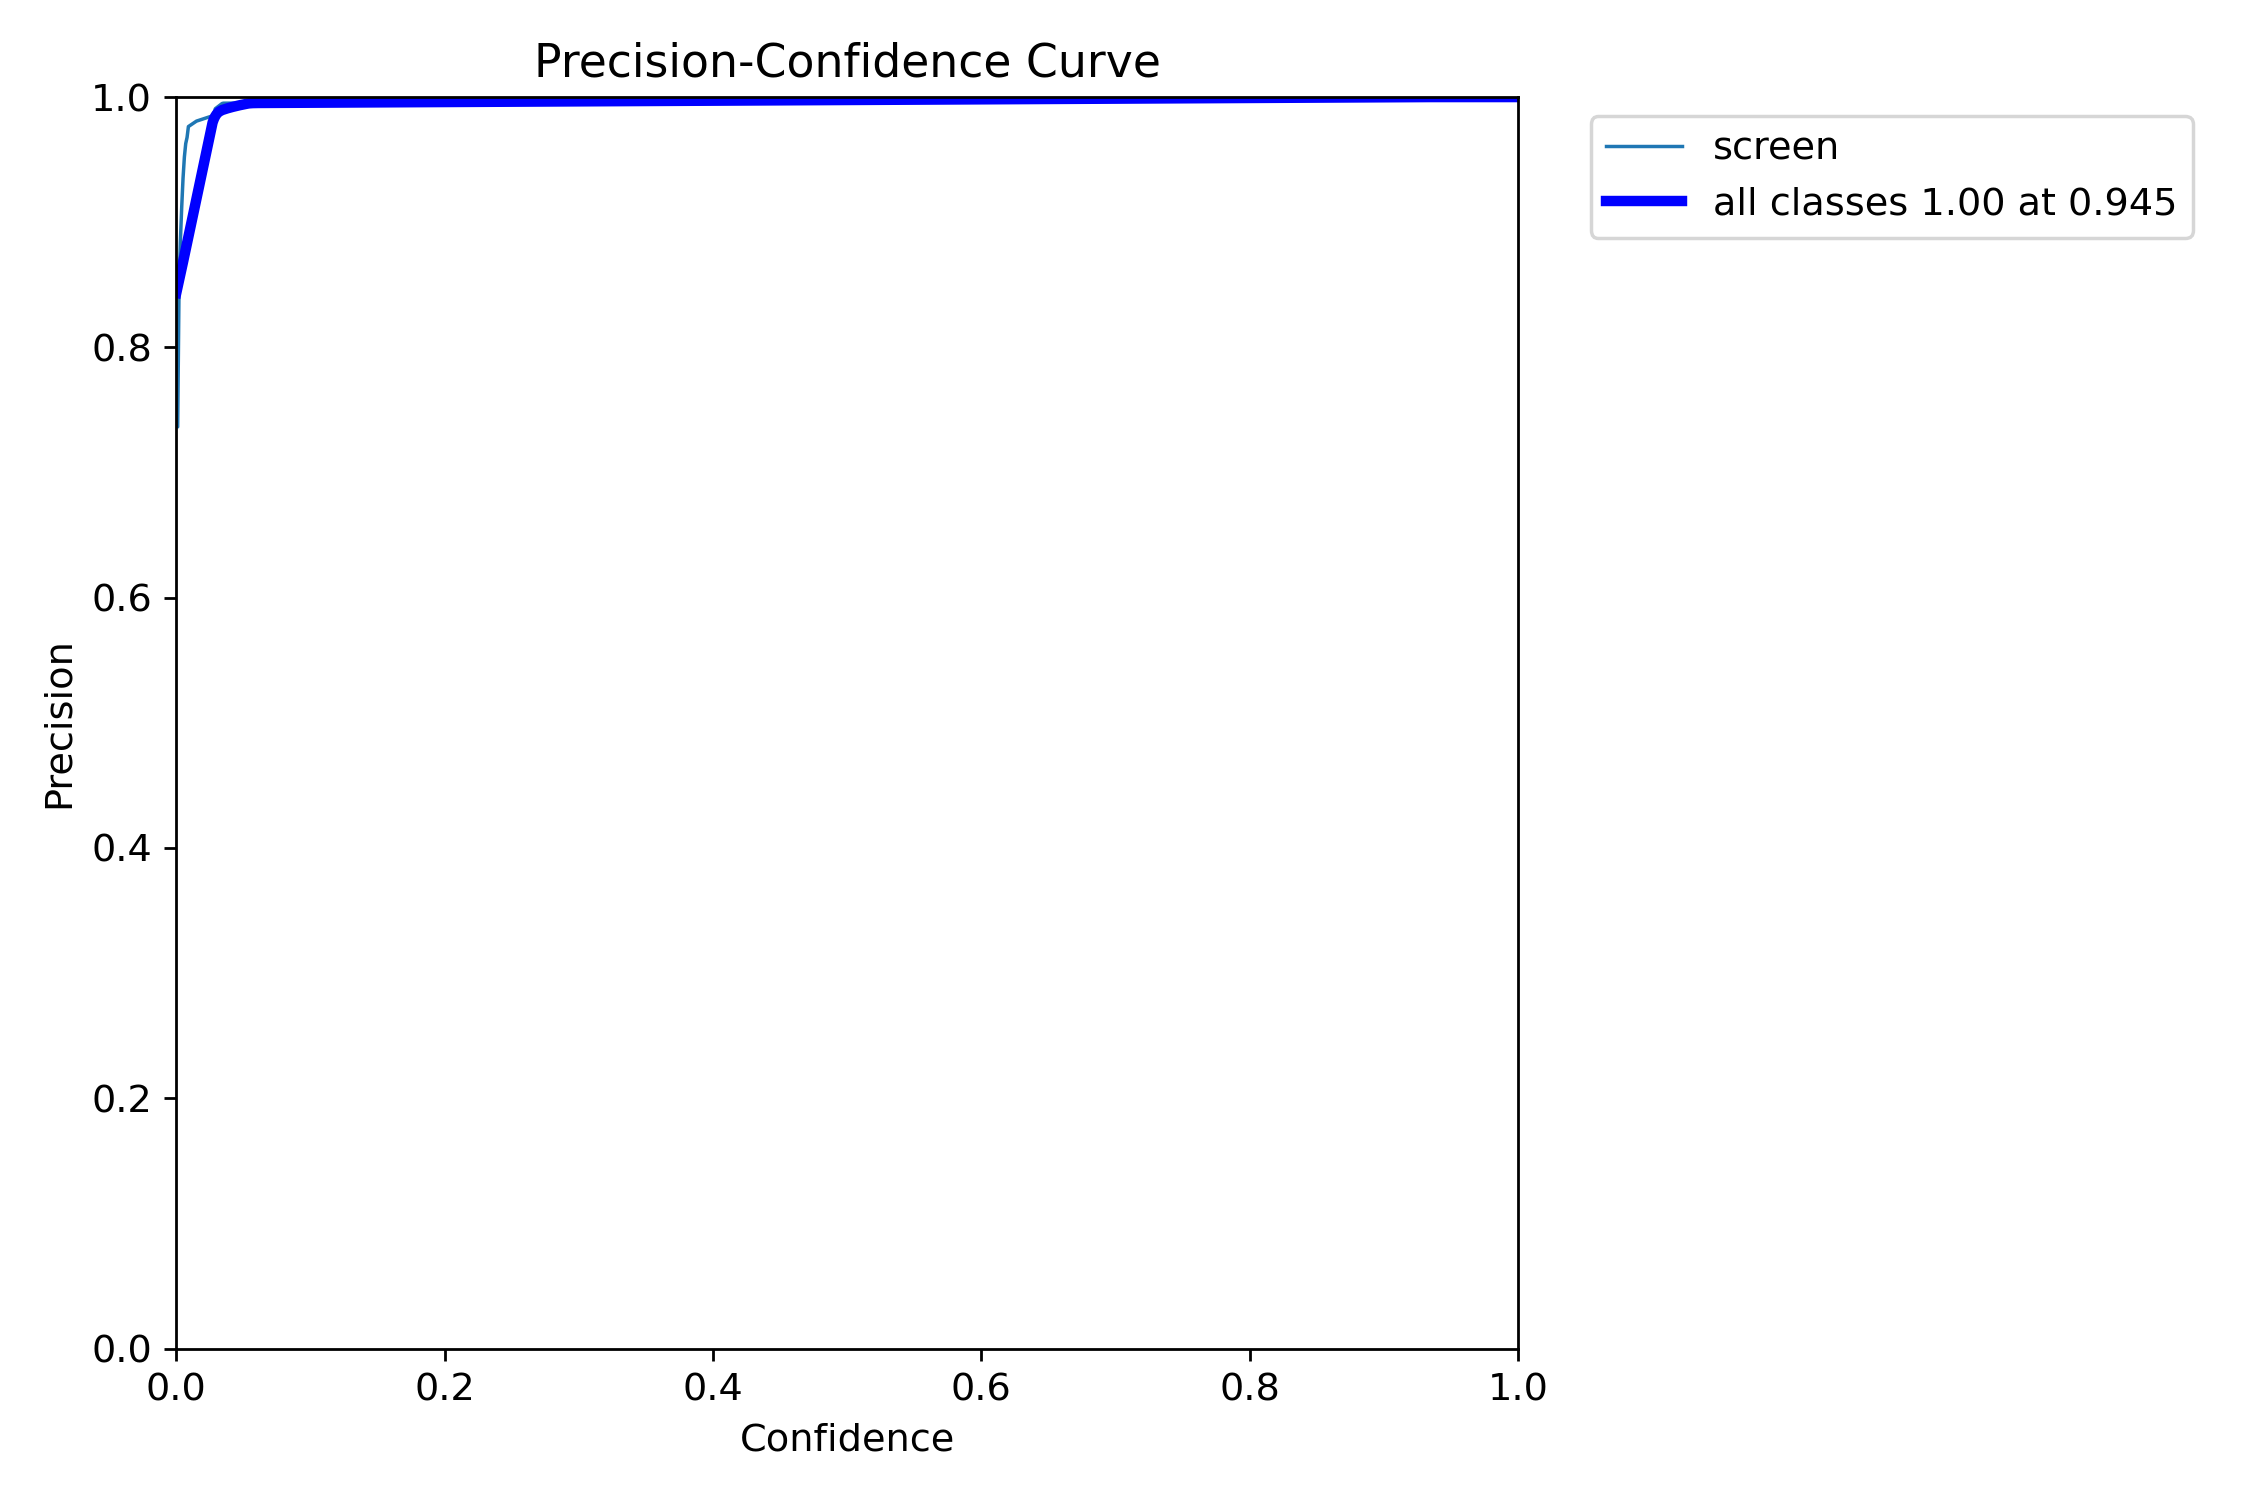 Precision-Confidence Curve
screen
all classes 1.00 at 0.945
Precision
1.0
0.8
0.6
0.4
0.2
0.0
0.0 0.2 0.4 0.6 0.8 1.0
Confidence